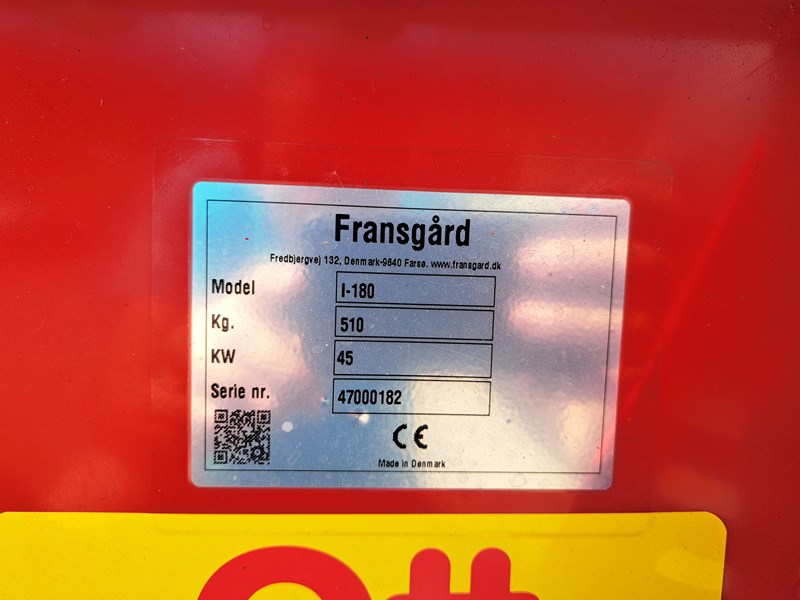 Fransgård
Fredbjergvej 132, Denmark-9640 Farsø. www.fransgard.dk
Model I-180
Kg. 510
KW 45
Serie nr. 47000182
CE
Made in Denmark